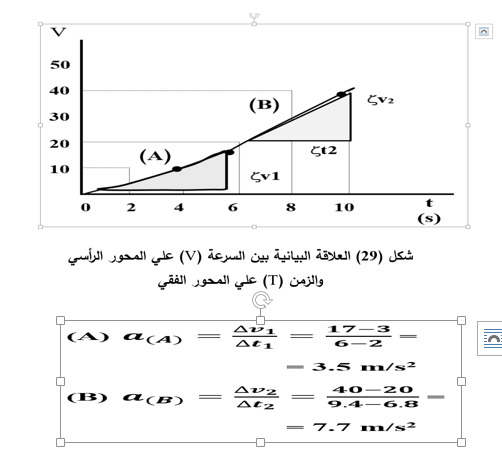 V
50
40
30
20
10
(A)
(B)
ζv1
ζt2
ζv₂
0 2 4 6 8 10 t
(s)
شكل (29) العلاقة البيانية بين السرعة (V) علي المحور الرأسي
والزمن (T) علي المحور الفقي
(A) a(A) = Δv₁/Δt₁ = 17−3/6−2 =
= 3.5 m/s²
(B) a(B) = Δv₂/Δt₂ = 40−20/9.4−6.8 =
= 7.7 m/s²